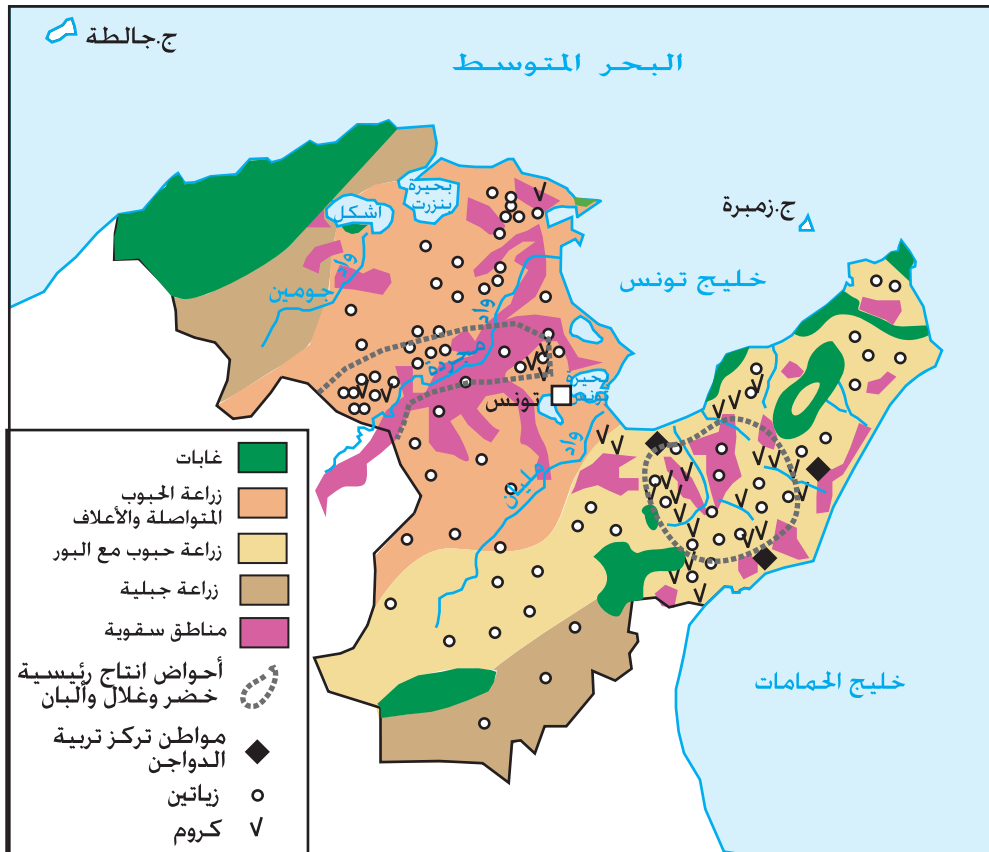 ج.جالطة
البحر المتوسط
بحيرة
بنزرت
اشكل
ج.زمبرة
خليج تونس
واد
جومين
واد
مجردة
بحيرة
تونس
تونس
واد
مليان
خليج الحمامات
غابات
زراعة الحبوب
المتواصلة والأعلاف
زراعة حبوب مع البور
زراعة جبلية
مناطق سقوية
أحواض انتاج رئيسية
خضر وغلال وألبان
مواطن تركز تربية
الدواجن
زياتين
كروم